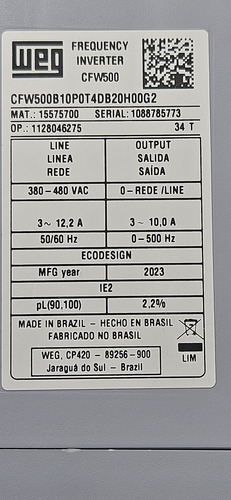 WEG
FREQUENCY
INVERTER
CFW500
CFW500B10P0T4DB20H00G2
MAT.: 15575700 SERIAL: 1088785773
OP.: 1128046275 34 T
LINE OUTPUT
LINEA SALIDA
REDE SAÍDA
380-480 VAC 0-REDE/LINE
3~ 12,2 A 3~ 10,0 A
50/60 Hz 0-500 Hz
ECODESIGN
MFG year 2023
IE2
pL(90,100) 2,2%
MADE IN BRAZIL - HECHO EN BRASIL
FABRICADO NO BRASIL
WEG, CP420 - 89256-900
Jaraguá do Sul - Brazil
LIM